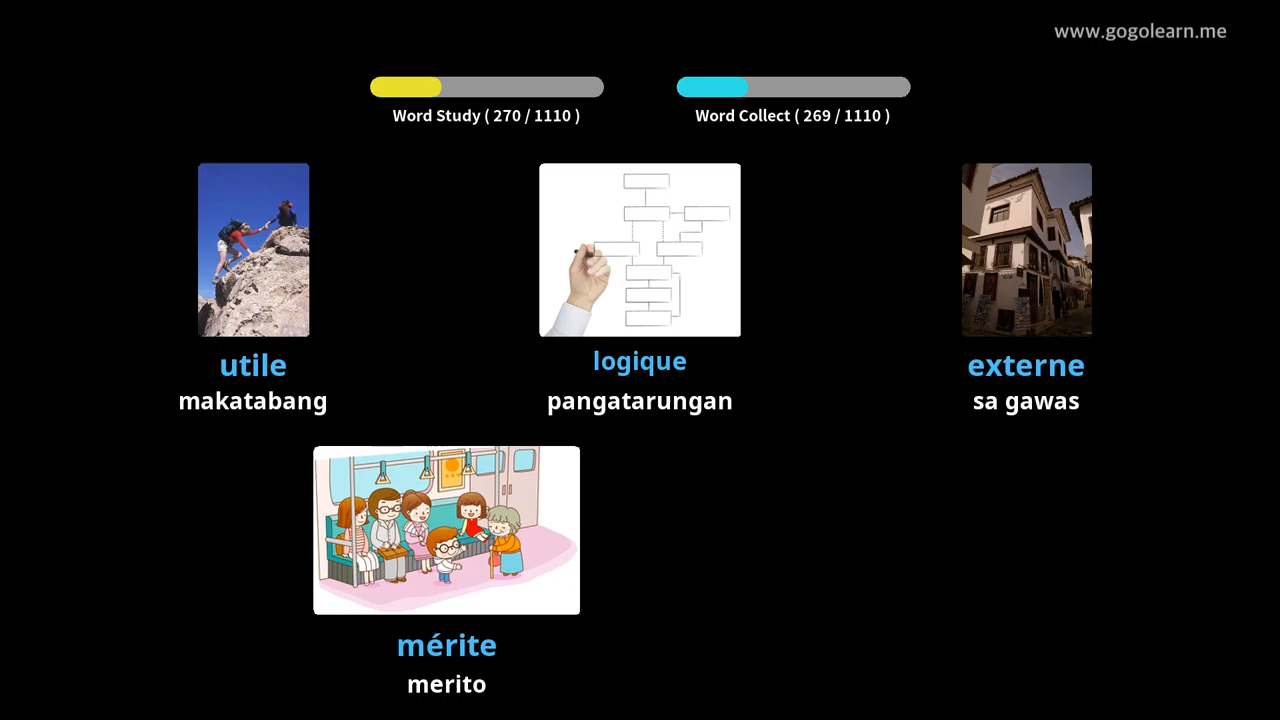 www.gogolearn.me
Word Study ( 270 / 1110 )
Word Collect ( 269 / 1110 )
utile
makatabang
logique
pangatarungan
externe
sa gawas
mérite
merito